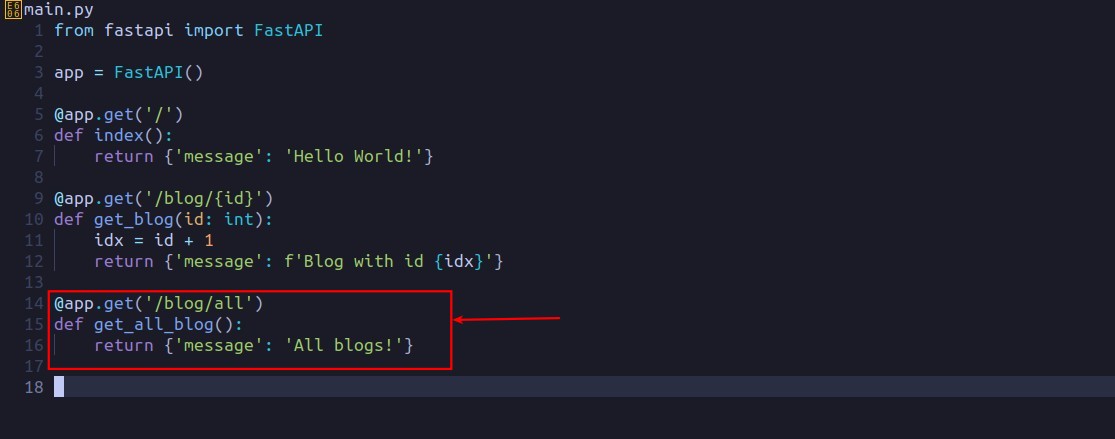 main.py
1 from fastapi import FastAPI
2
3 app = FastAPI()
4
5 @app.get('/')
6 def index():
7     return {'message': 'Hello World!'}
8
9 @app.get('/blog/{id}')
10 def get_blog(id: int):
11     idx = id + 1
12     return {'message': f'Blog with id {idx}'}
13
14 @app.get('/blog/all')
15 def get_all_blog():
16     return {'message': 'All blogs!'}
17
18